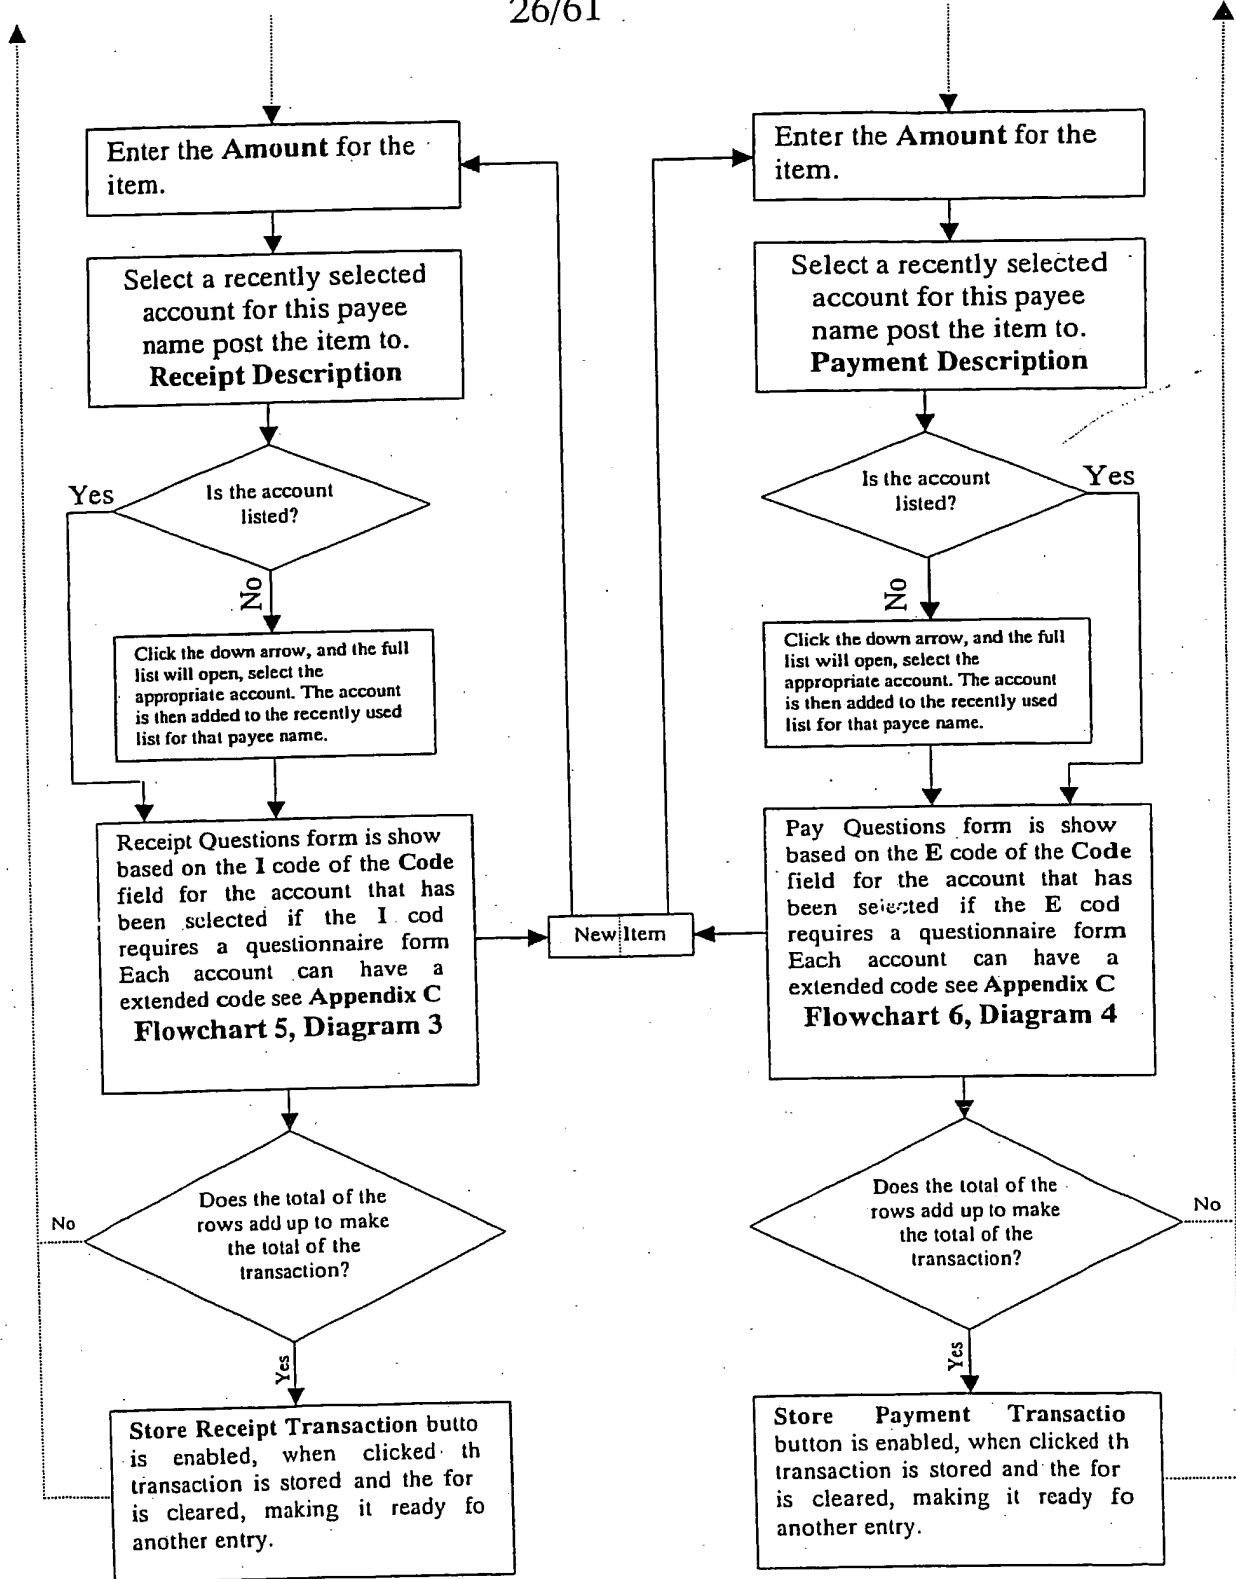 26/61
Enter the Amount for the
item.
Select a recently selected
account for this payee
name post the item to.
Receipt Description
Is the account
listed?
Yes
No
Click the down arrow, and the full
list will open, select the
appropriate account. The account
is then added to the recently used
list for that payee name.
Receipt Questions form is show
based on the I code of the Code
field for the account that has
been selected if the I cod
requires a questionnaire form
Each account can have a
extended code see Appendix C
Flowchart 5, Diagram 3
Does the total of the
rows add up to make
the total of the
transaction?
No
Yes
Store Receipt Transaction butto
is enabled, when clicked th
transaction is stored and the for
is cleared, making it ready fo
another entry.
New Item
Enter the Amount for the
item.
Select a recently selected
account for this payee
name post the item to.
Payment Description
Is the account
listed?
Yes
No
Click the down arrow, and the full
list will open, select the
appropriate account. The account
is then added to the recently used
list for that payee name.
Pay Questions form is show
based on the E code of the Code
field for the account that has
been selected if the E cod
requires a questionnaire form
Each account can have a
extended code see Appendix C
Flowchart 6, Diagram 4
Does the total of the
rows add up to make
the total of the
transaction?
No
Yes
Store Payment Transactio
button is enabled, when clicked th
transaction is stored and the for
is cleared, making it ready fo
another entry.